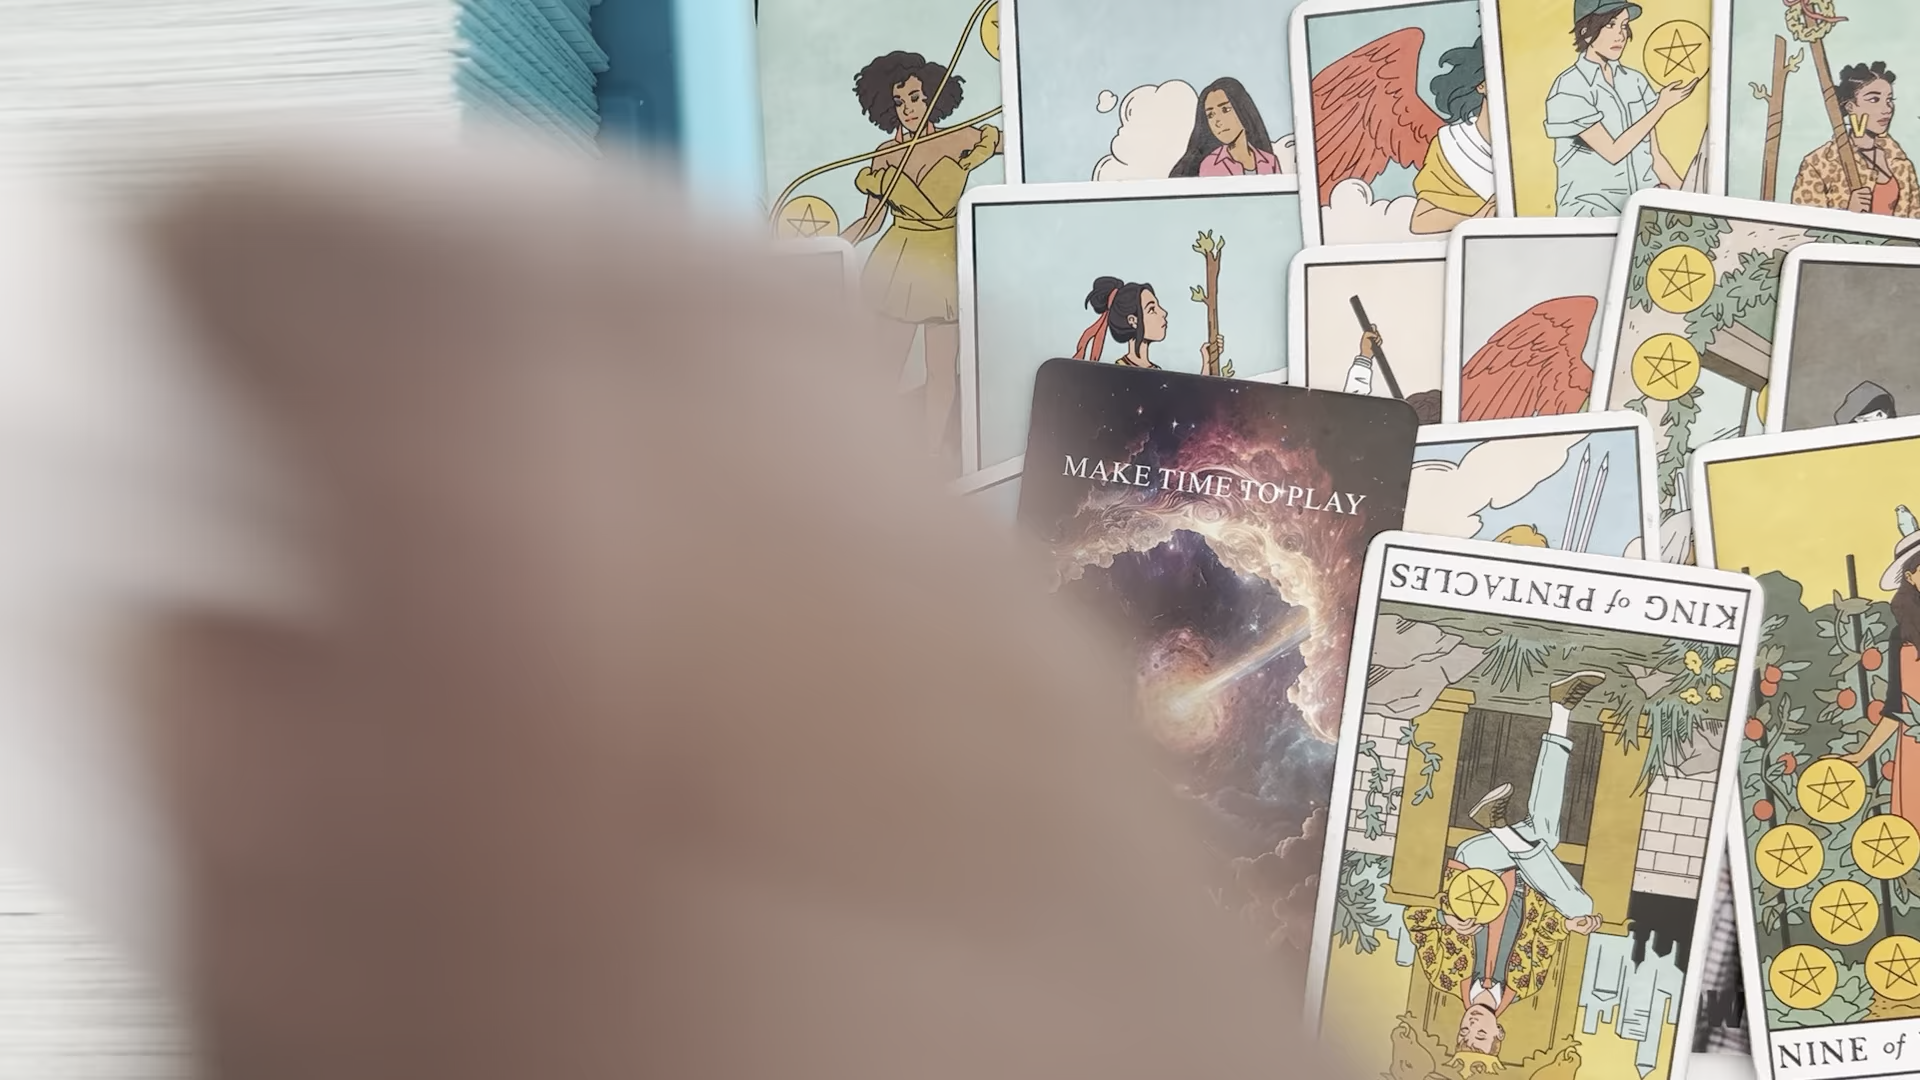 V
MAKE TIME TO PLAY
KING of PENTACLES
NINE of